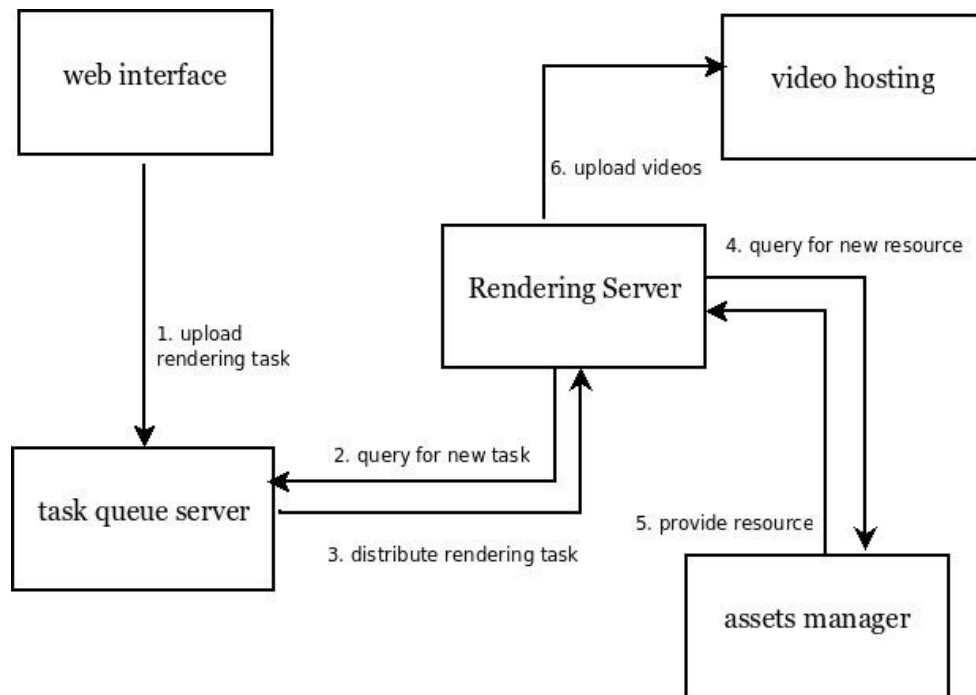 web interface
video hosting
6. upload videos
4. query for new resource
Rendering Server
1. upload
rendering task
2. query for new task
task queue server
3. distribute rendering task
5. provide resource
assets manager